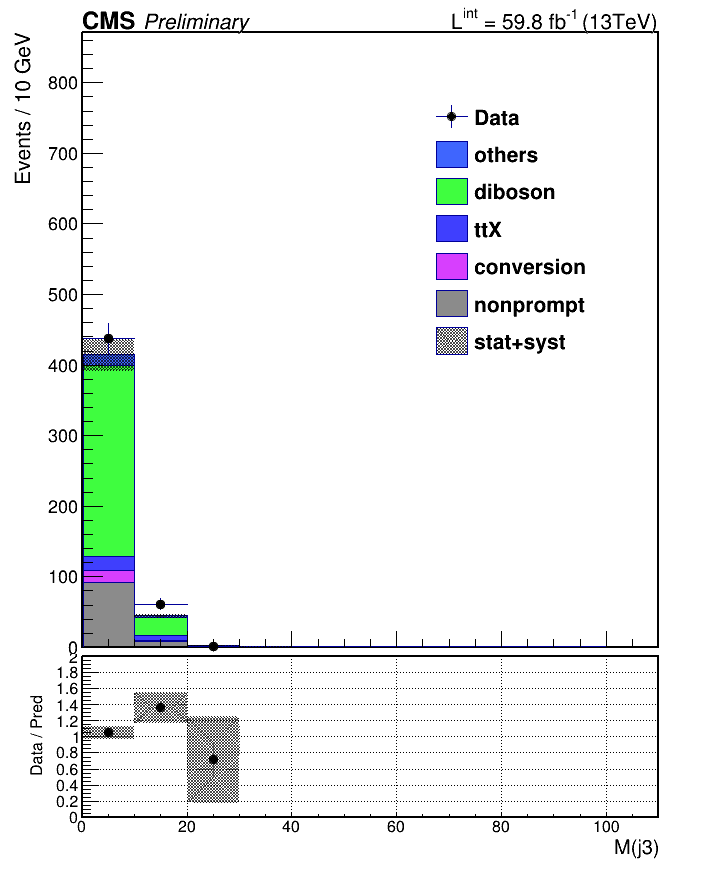 CMS Preliminary
L^int = 59.8 fb^-1 (13TeV)
Events / 10 GeV
800
700
600
500
400
300
200
100
0
Data
others
diboson
ttX
conversion
nonprompt
stat+syst
Data / Pred
2
1.8
1.6
1.4
1.2
1
0.8
0.6
0.4
0.2
0
0 20 40 60 80 100
M(j3)